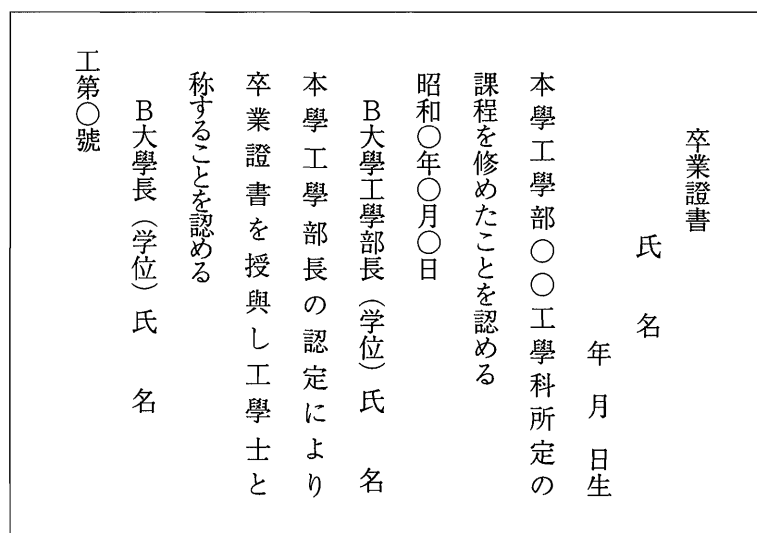 卒業證書
氏 名
年 月 日生
本學工學部○○工學科所定の
課程を修めたことを認める
昭和○年○月○日
B大學工學部長（学位）氏 名
本學工學部長の認定により
卒業證書を授與し工學士と
称することを認める
B大學長（学位）氏 名
工第○號